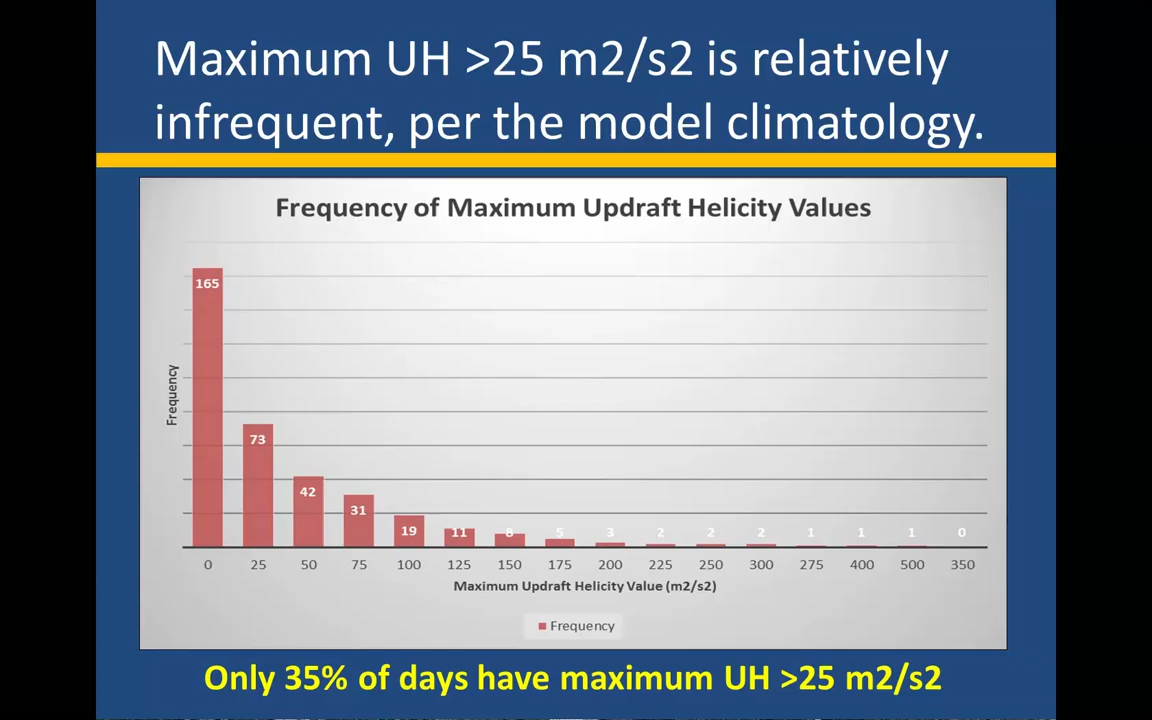 Maximum UH >25 m2/s2 is relatively
infrequent, per the model climatology.
Frequency of Maximum Updraft Helicity Values
Frequency
165
73
42
31
19
11
8
5
3
2
2
2
1
1
1
0
0 25 50 75 100 125 150 175 200 225 250 300 275 400 500 350
Maximum Updraft Helicity Value (m2/s2)
Frequency
Only 35% of days have maximum UH >25 m2/s2